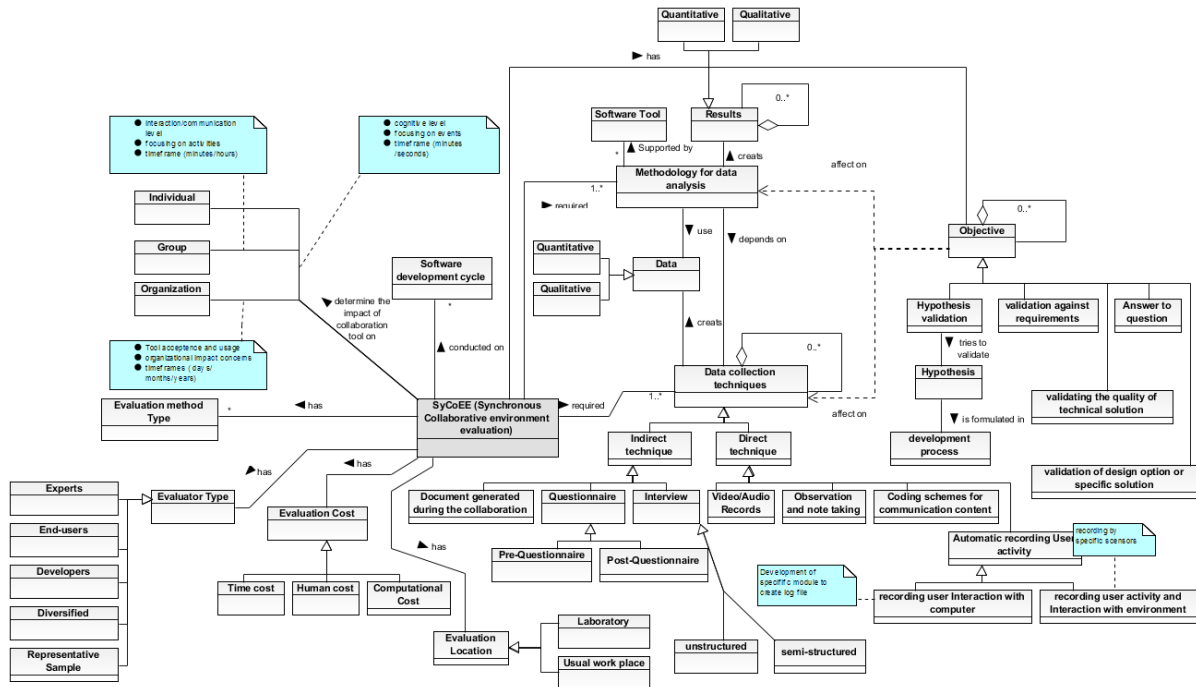 Quantitative
Qualitative
has
0..*
Software Tool
Results
● Interaction/communication
level
● focusing on activities
● timeframe (minutes/hours)
● cognitive level
● focusing on events
● timeframe (minutes
/seconds)
*
Supported by
creats
affect on
Methodology for data
analysis
1..*
required
Individual
Group
Organization
use
depends on
0..*
Objective
Quantitative
Qualitative
Data
Software
development cycle
*
determine the
impact of
collaboration
tool on
conducted on
creats
Hypothesis
validation
validation against
requirements
Answer to
question
tries to
validate
● Tool acceptance and usage
● organizational impact concerns
● timeframes ( days/
months/years)
0..*
Data collection
techniques
Hypothesis
Evaluation method
Type
*
has
SyCoEE (Synchronous
Collaborative environment
evaluation)
required
1..*
affect on
validating the quality of
technical solution
is formulated in
development
process
Indirect
technique
Direct
technique
has
has
validation of design option or
specific solution
Experts
End-users
Developers
Diversified
Representative
Sample
Evaluator Type
Evaluation Cost
Document generated
during the collaboration
Questionnaire
Interview
Video/Audio
Records
Observation
and note taking
Coding schemes for
communication content
has
Pre-Questionnaire
Post-Questionnaire
Automatic recording User
activity
recording by
specific scensors
Time cost
Human cost
Computational
Cost
Development of
speciffic module to
create log file
recording user Interaction with
computer
recording user activity and
Interaction with environment
Evaluation
Location
Laboratory
Usual work place
unstructured
semi-structured